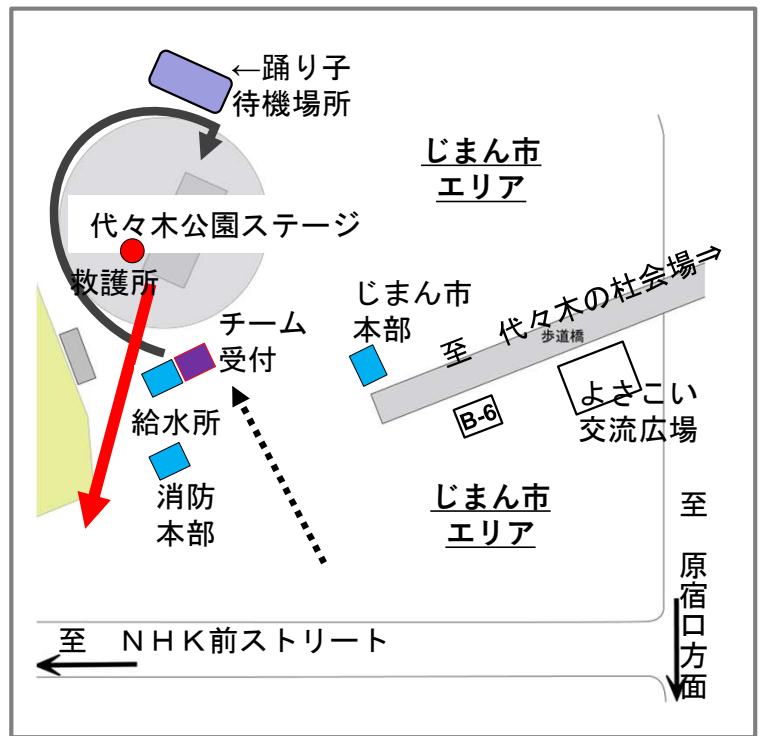 ←踊り子
待機場所
じまん市
エリア
代々木公園ステージ
救護所
じまん市
本部
至 代々木の杜会場⇒
歩道橋
チーム
受付
よさこい
交流広場
B-6
給水所
消防
本部
じまん市
エリア
至 原宿口方面
至 ＮＨＫ前ストリート